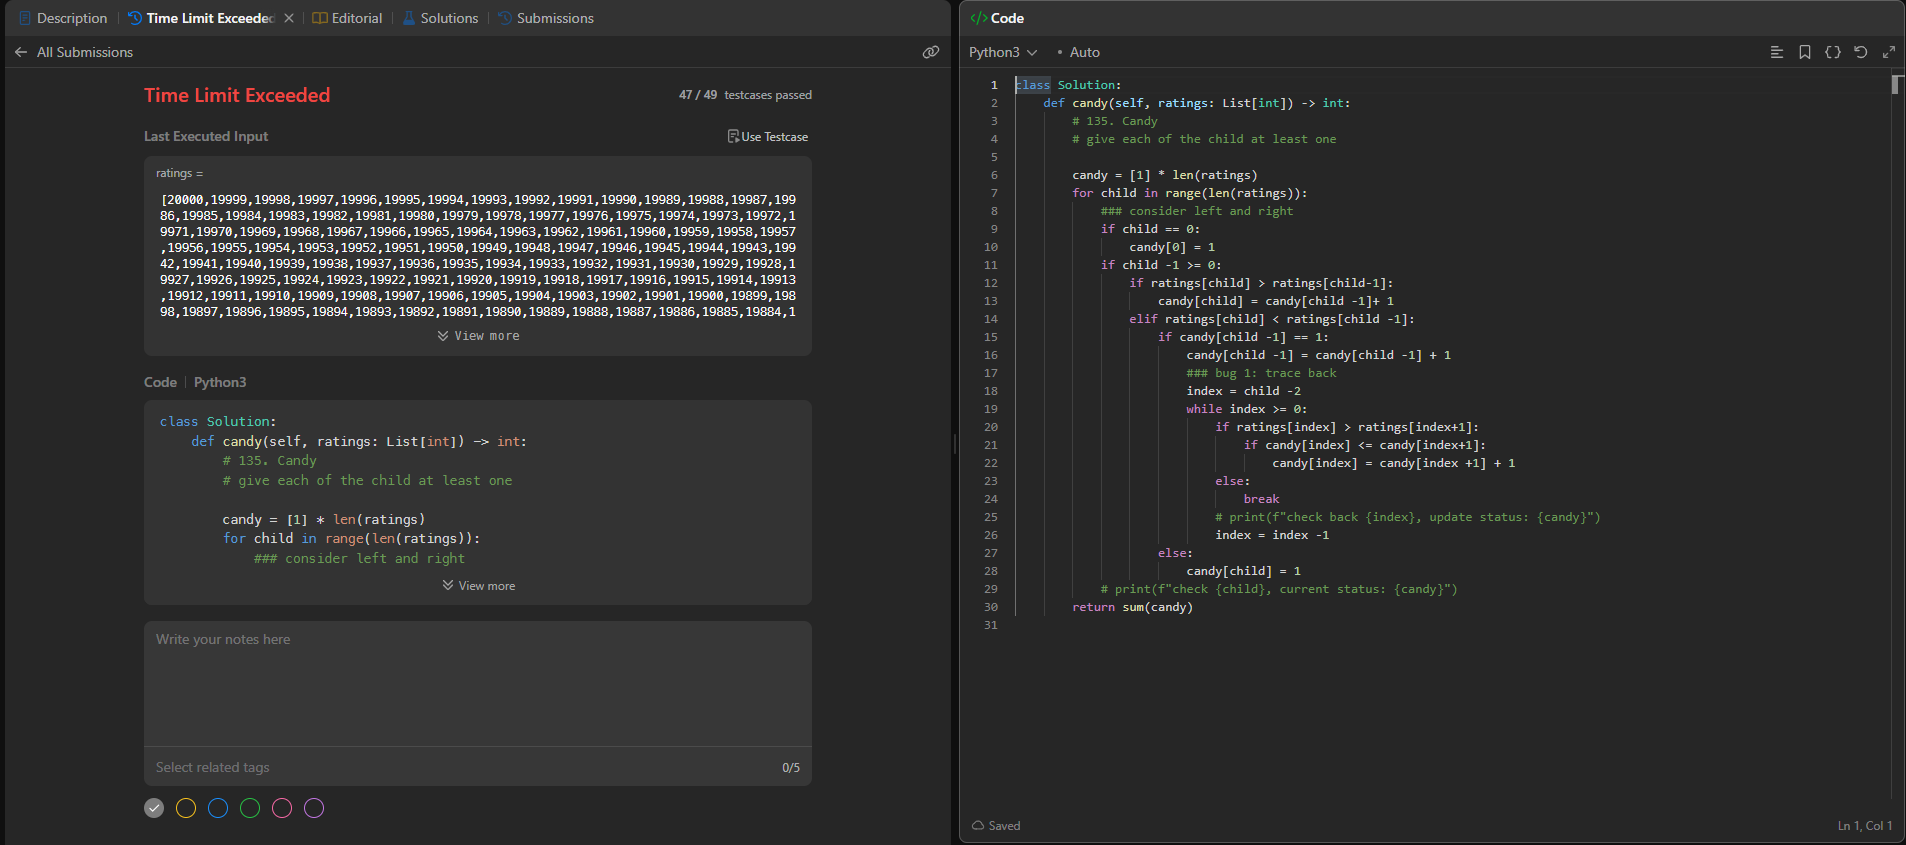 Description
Time Limit Exceeded
Editorial
Solutions
Submissions
All Submissions
Time Limit Exceeded
47 / 49 testcases passed
Last Executed Input
Use Testcase
ratings =
[20000,19999,19998,19997,19996,19995,19994,19993,19992,19991,19990,19989,19988,19987,199
86,19985,19984,19983,19982,19981,19980,19979,19978,19977,19976,19975,19974,19973,19972,1
9971,19970,19969,19968,19967,19966,19965,19964,19963,19962,19961,19960,19959,19958,19957
,19956,19955,19954,19953,19952,19951,19950,19949,19948,19947,19946,19945,19944,19943,199
42,19941,19940,19939,19938,19937,19936,19935,19934,19933,19932,19931,19930,19929,19928,1
9927,19926,19925,19924,19923,19922,19921,19920,19919,19918,19917,19916,19915,19914,19913
,19912,19911,19910,19909,19908,19907,19906,19905,19904,19903,19902,19901,19900,19899,198
98,19897,19896,19895,19894,19893,19892,19891,19890,19889,19888,19887,19886,19885,19884,1
View more
Code | Python3
class Solution:
    def candy(self, ratings: List[int]) -> int:
        # 135. Candy
        # give each of the child at least one
        candy = [1] * len(ratings)
        for child in range(len(ratings)):
            ### consider left and right
View more
Write your notes here
Select related tags
0/5
Code
Python3
• Auto
1 class Solution:
2     def candy(self, ratings: List[int]) -> int:
3         # 135. Candy
4         # give each of the child at least one
5
6         candy = [1] * len(ratings)
7         for child in range(len(ratings)):
8             ### consider left and right
9             if child == 0:
10                 candy[0] = 1
11             if child -1 >= 0:
12                 if ratings[child] > ratings[child-1]:
13                     candy[child] = candy[child -1]+ 1
14                 elif ratings[child] < ratings[child -1]:
15                     if candy[child -1] == 1:
16                         candy[child -1] = candy[child -1] + 1
17                         ### bug 1: trace back
18                         index = child -2
19                         while index >= 0:
20                             if ratings[index] > ratings[index+1]:
21                                 if candy[index] <= candy[index+1]:
22                                     candy[index] = candy[index +1] + 1
23                             else:
24                                 break
25                             # print(f"check back {index}, update status: {candy}")
26                             index = index -1
27                     else:
28                         candy[child] = 1
29             # print(f"check {child}, current status: {candy}")
30         return sum(candy)
31
Saved
Ln 1, Col 1